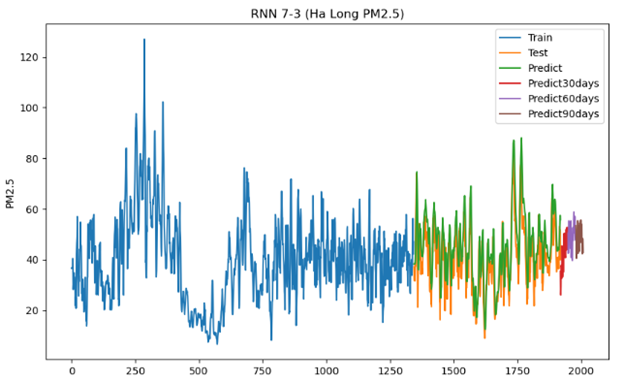 RNN 7-3 (Ha Long PM2.5)
Train
Test
Predict
Predict30days
Predict60days
Predict90days
PM2.5
120
100
80
60
40
20
0 250 500 750 1000 1250 1500 1750 2000